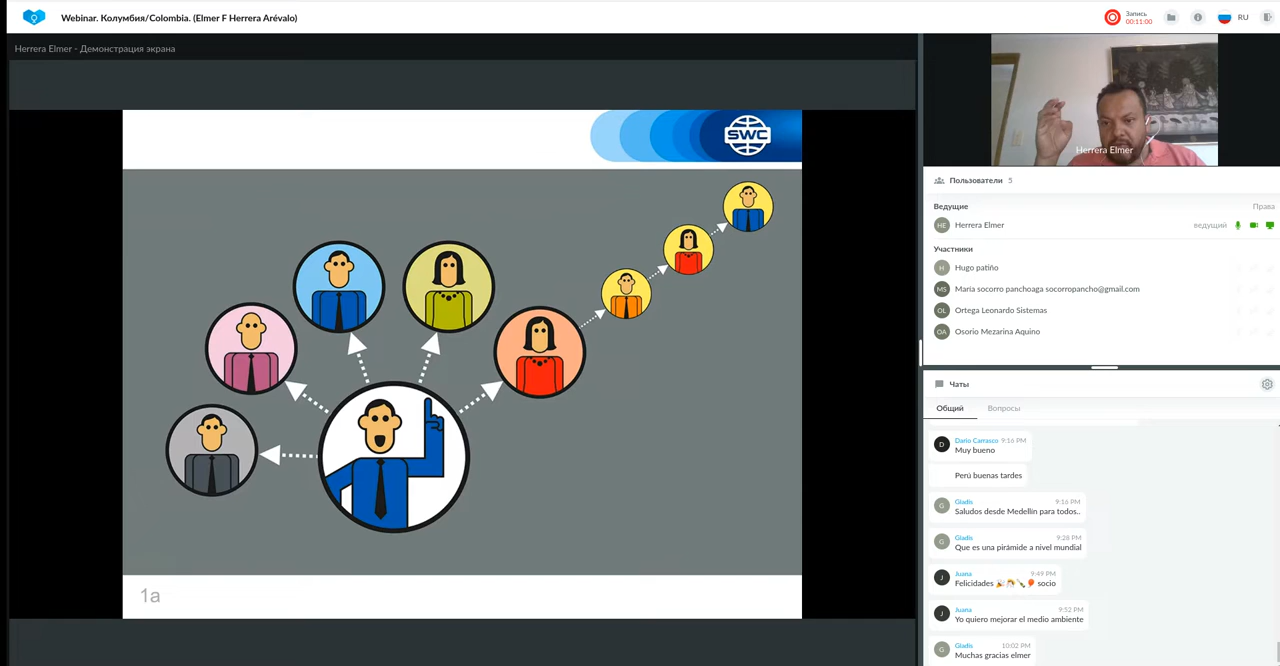 Webinar. Колумбия/Colombia. (Elmer F Herrera Arévalo)
Запись
00:11:00
RU
Herrera Elmer - Демонстрация экрана
SWC
1a
Herrera Elmer
Пользователи 5
Ведущие Права
HE Herrera Elmer ведущий
Участники
H Hugo patiño
MS María socorro panchoaga socorropancho@gmail.com
OL Ortega Leonardo Sistemas
OA Osorio Mezarina Aquino
Чаты
Общий Вопросы
D Dario Carrasco 9:16 PM
Muy bueno
Perú buenas tardes
G Gladis 9:16 PM
Saludos desde Medellín para todos..
G Gladis 9:28 PM
Que es una pirámide a nivel mundial
J Juana 9:49 PM
Felicidades 🎉🎊🍾🎈 socio
J Juana 9:52 PM
Yo quiero mejorar el medio ambiente
G Gladis 10:02 PM
Muchas gracias elmer